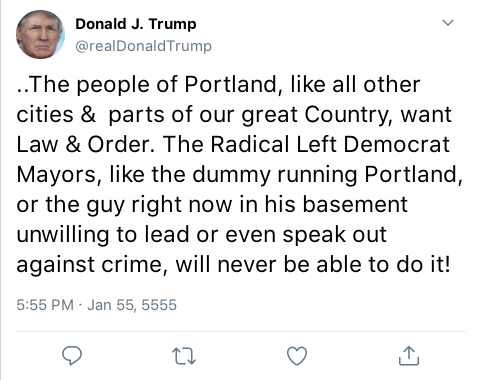 Donald J. Trump
@realDonaldTrump
..The people of Portland, like all other
cities &  parts of our great Country, want
Law & Order. The Radical Left Democrat
Mayors, like the dummy running Portland,
or the guy right now in his basement
unwilling to lead or even speak out
against crime, will never be able to do it!
5:55 PM · Jan 55, 5555